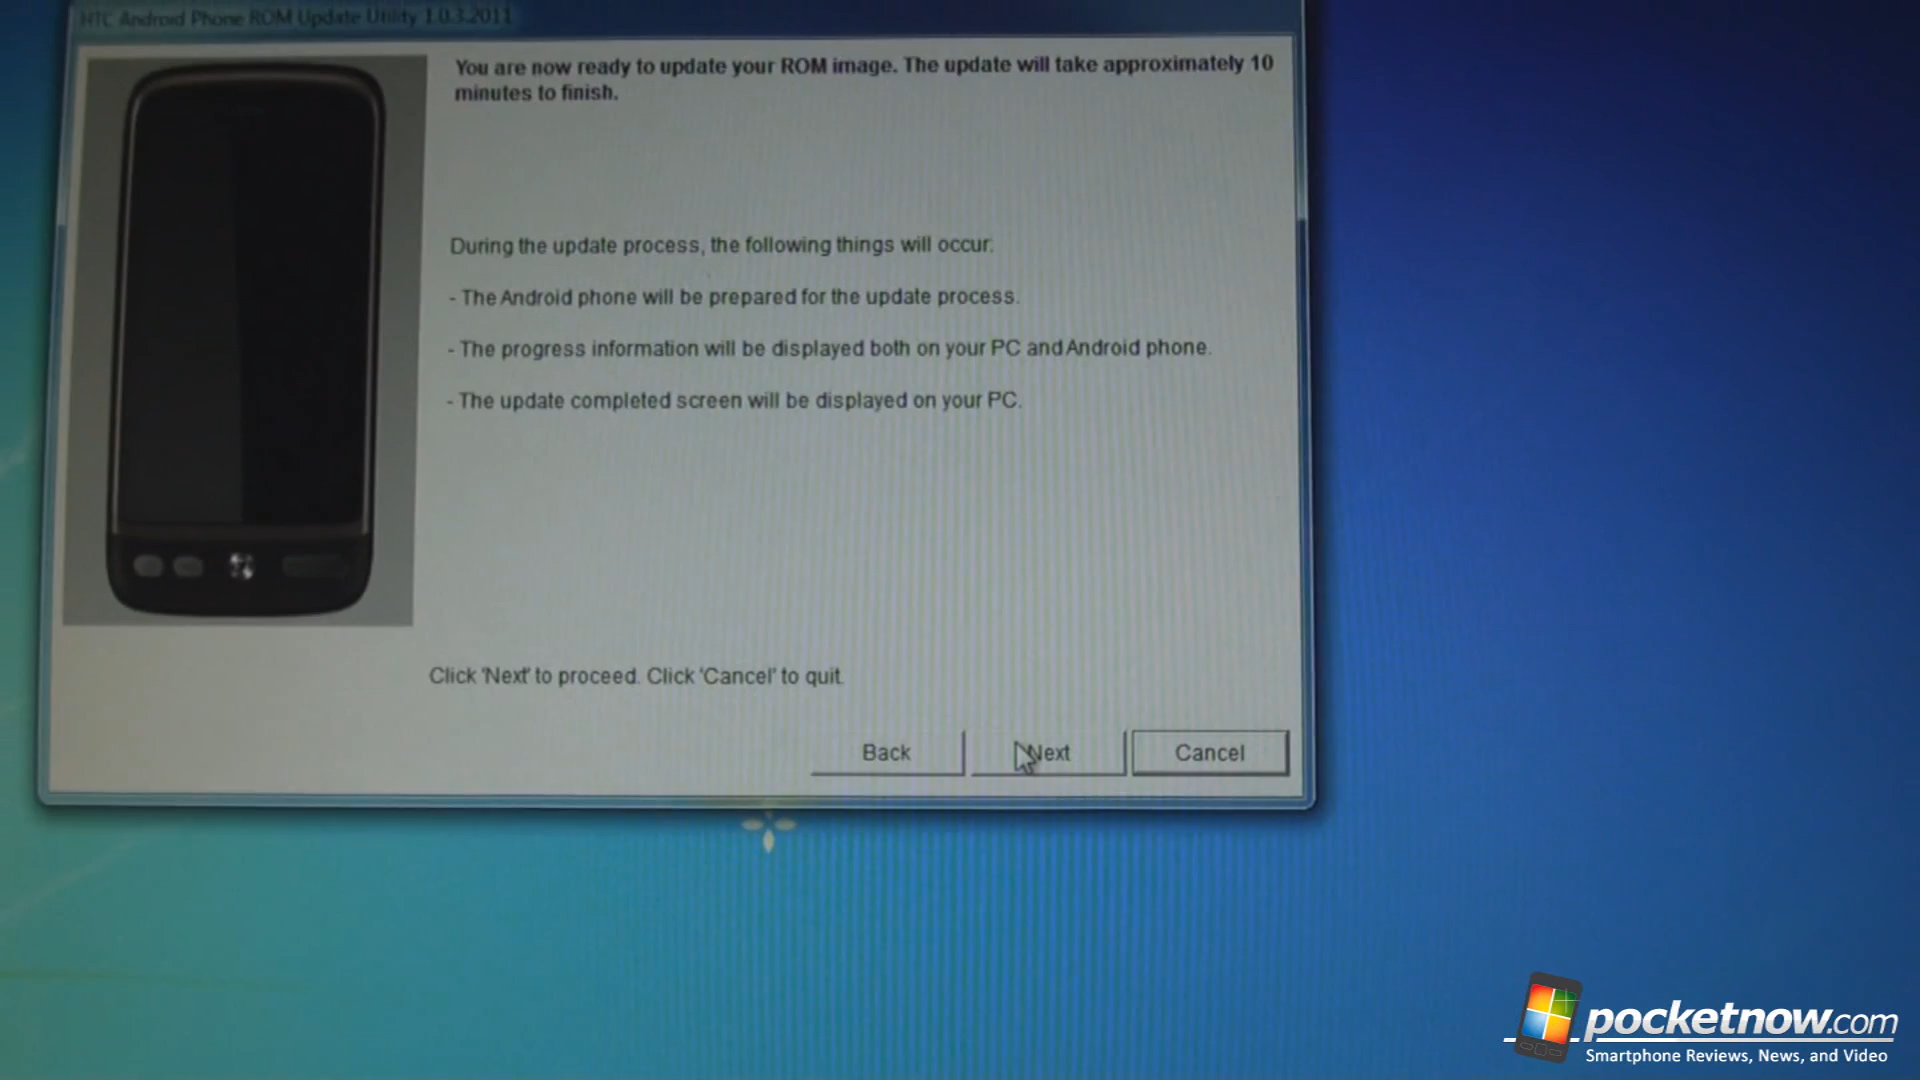 HTC Android Phone ROM Update Utility 1.0.3.2011
You are now ready to update your ROM image. The update will take approximately 10
minutes to finish.
During the update process, the following things will occur:
- The Android phone will be prepared for the update process.
- The progress information will be displayed both on your PC and Android phone.
- The update completed screen will be displayed on your PC.
Click 'Next' to proceed. Click 'Cancel' to quit.
Back Next Cancel
pocketnow.com
Smartphone Reviews, News, and Video